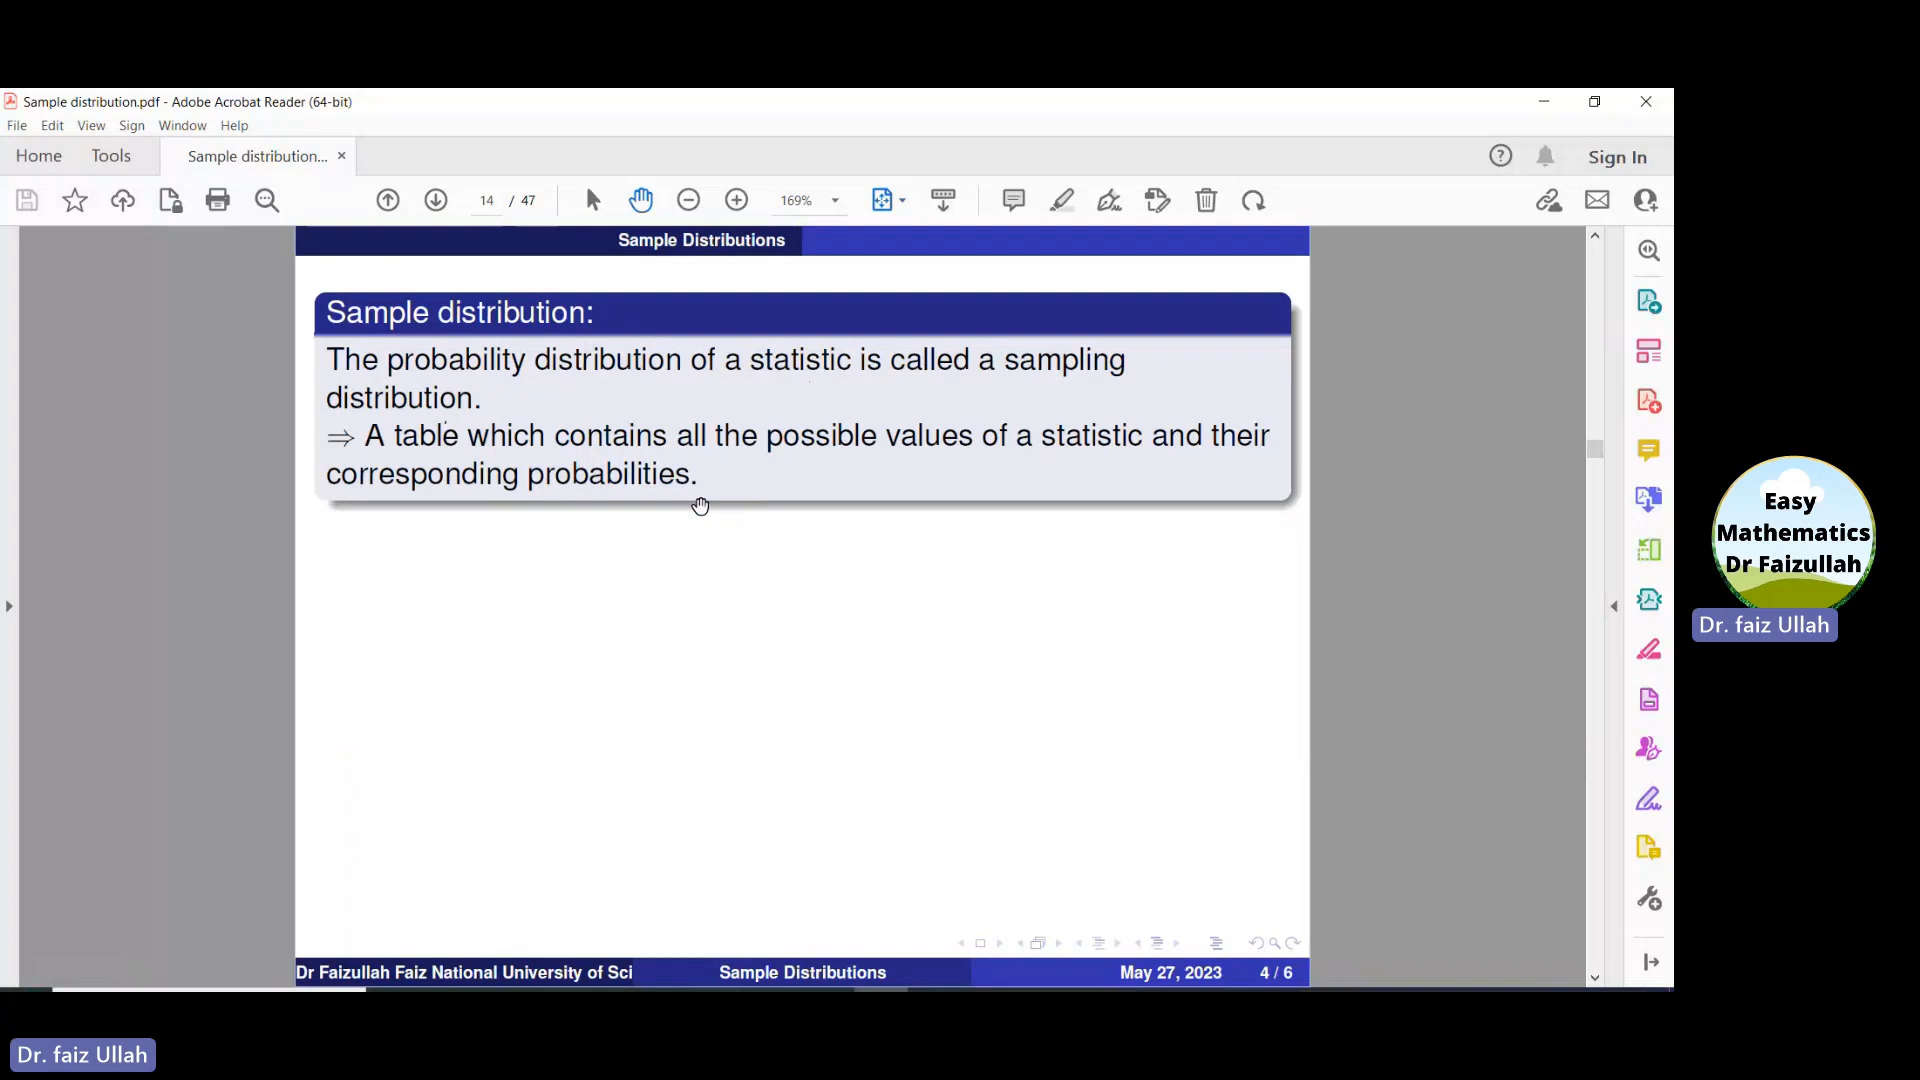 Sample distribution.pdf - Adobe Acrobat Reader (64-bit)
File Edit View Sign Window Help
Home Tools Sample distribution... × Sign In
14 / 47 169%
Sample Distributions
Sample distribution:
The probability distribution of a statistic is called a sampling
distribution.
⇒ A table which contains all the possible values of a statistic and their
corresponding probabilities.
Easy
Mathematics
Dr Faizullah
Dr. faiz Ullah
Dr Faizullah Faiz National University of Sci Sample Distributions May 27, 2023 4 / 6
Dr. faiz Ullah